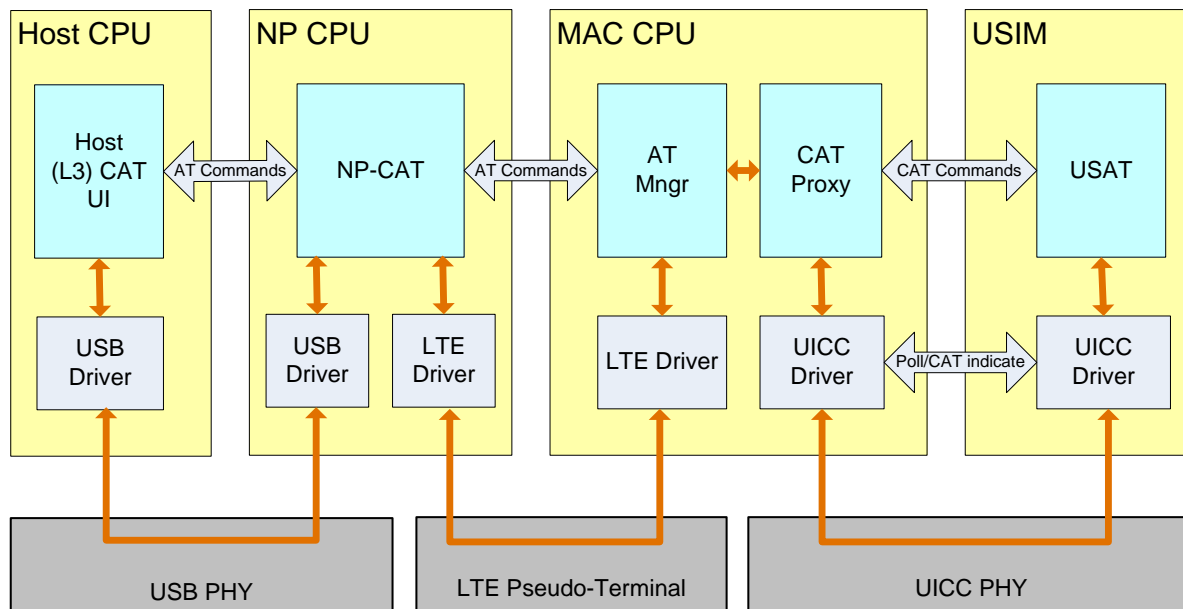 Host CPU
NP CPU
MAC CPU
USIM
Host
(L3) CAT
UI
AT Commands
NP-CAT
AT Commands
AT
Mngr
CAT
Proxy
CAT Commands
USAT
USB
Driver
USB
Driver
LTE
Driver
LTE Driver
UICC
Driver
Poll/CAT indicate
UICC
Driver
USB PHY
LTE Pseudo-Terminal
UICC PHY